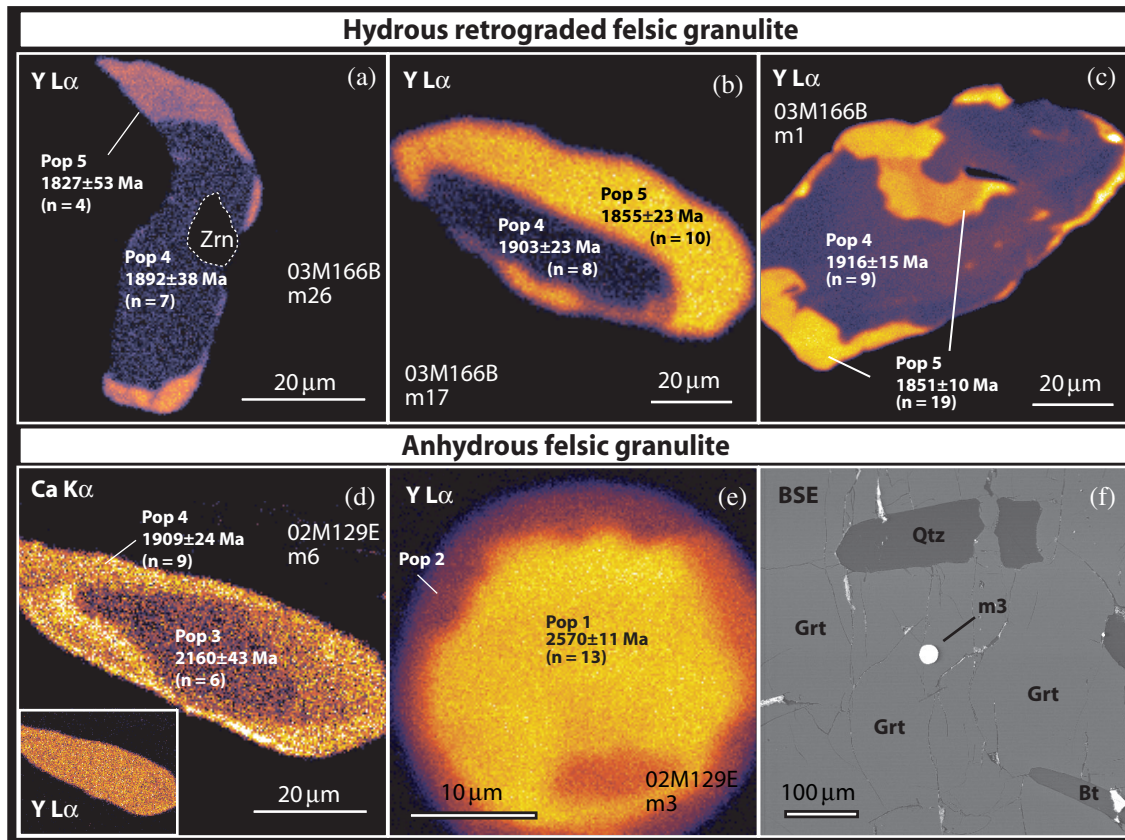 Hydrous retrograded felsic granulite
Y Lα
(a)
Pop 5
1827±53 Ma
(n = 4)
Zrn
Pop 4
1892±38 Ma
(n = 7)
03M166B
m26
20 μm
Y Lα
(b)
Pop 5
1855±23 Ma
(n = 10)
Pop 4
1903±23 Ma
(n = 8)
03M166B
m17
20 μm
Y Lα
(c)
03M166B
m1
Pop 4
1916±15 Ma
(n = 9)
Pop 5
1851±10 Ma
(n = 19)
20 μm
Anhydrous felsic granulite
Ca Kα
(d)
Pop 4
1909±24 Ma
(n = 9)
02M129E
m6
Pop 3
2160±43 Ma
(n = 6)
Y Lα
20 μm
Y Lα
(e)
Pop 2
Pop 1
2570±11 Ma
(n = 13)
10 μm
02M129E
m3
BSE
(f)
Qtz
m3
Grt
Grt
Grt
Bt
100 μm